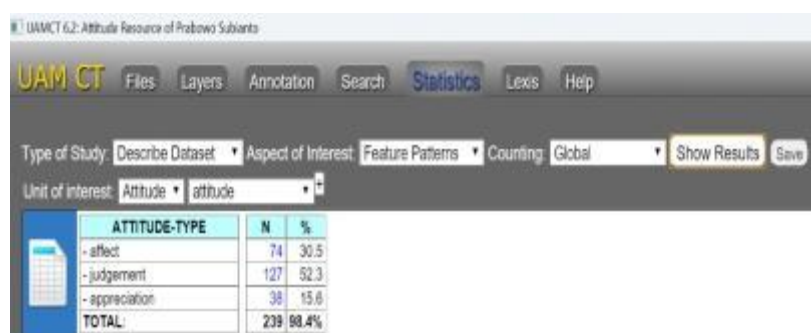 UAMCT 6.2: Attitude Resource of Prabowo Subianto
UAM CT Files Layers Annotation Search Statistics Lexis Help
Type of Study: Describe Dataset Aspect of Interest: Feature Patterns Counting: Global Show Results Save
Unit of interest: Attitude attitude +
ATTITUDE-TYPE N %
- affect 74 30.5
- judgement 127 52.3
- appreciation 38 15.6
TOTAL: 239 98.4%